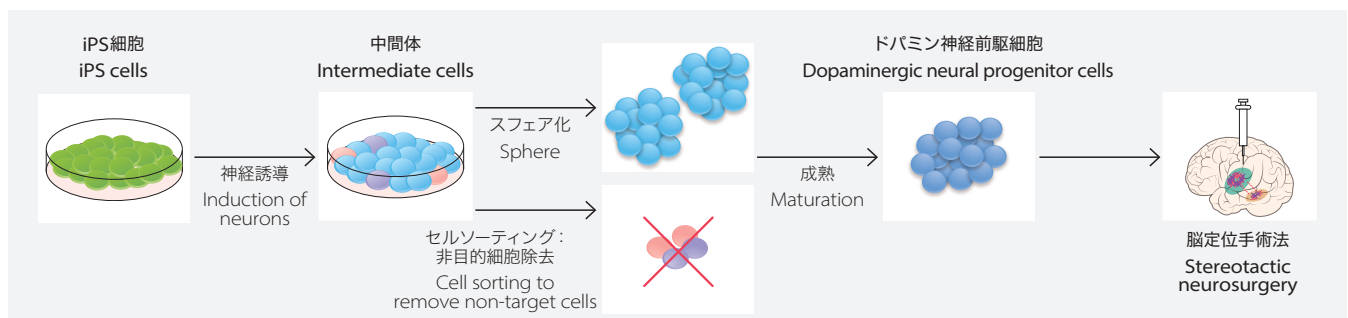 iPS細胞
iPS cells
神経誘導
Induction of
neurons
中間体
Intermediate cells
スフェア化
Sphere
セルソーティング：
非目的細胞除去
Cell sorting to
remove non-target cells
成熟
Maturation
ドパミン神経前駆細胞
Dopaminergic neural progenitor cells
脳定位手術法
Stereotactic
neurosurgery